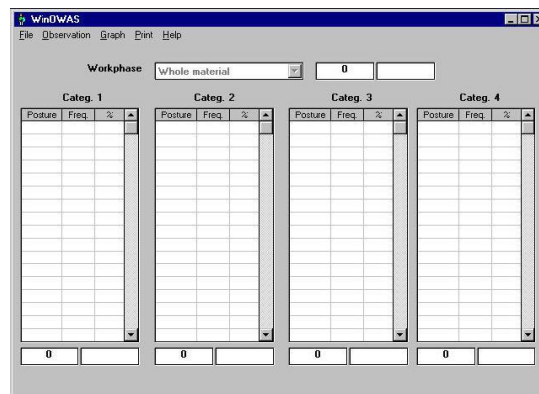 WinOWAS
File Observation Graph Print Help
Workphase Whole material 0
Categ. 1 Categ. 2 Categ. 3 Categ. 4
Posture Freq. % Posture Freq. % Posture Freq. % Posture Freq. %
0 0 0 0